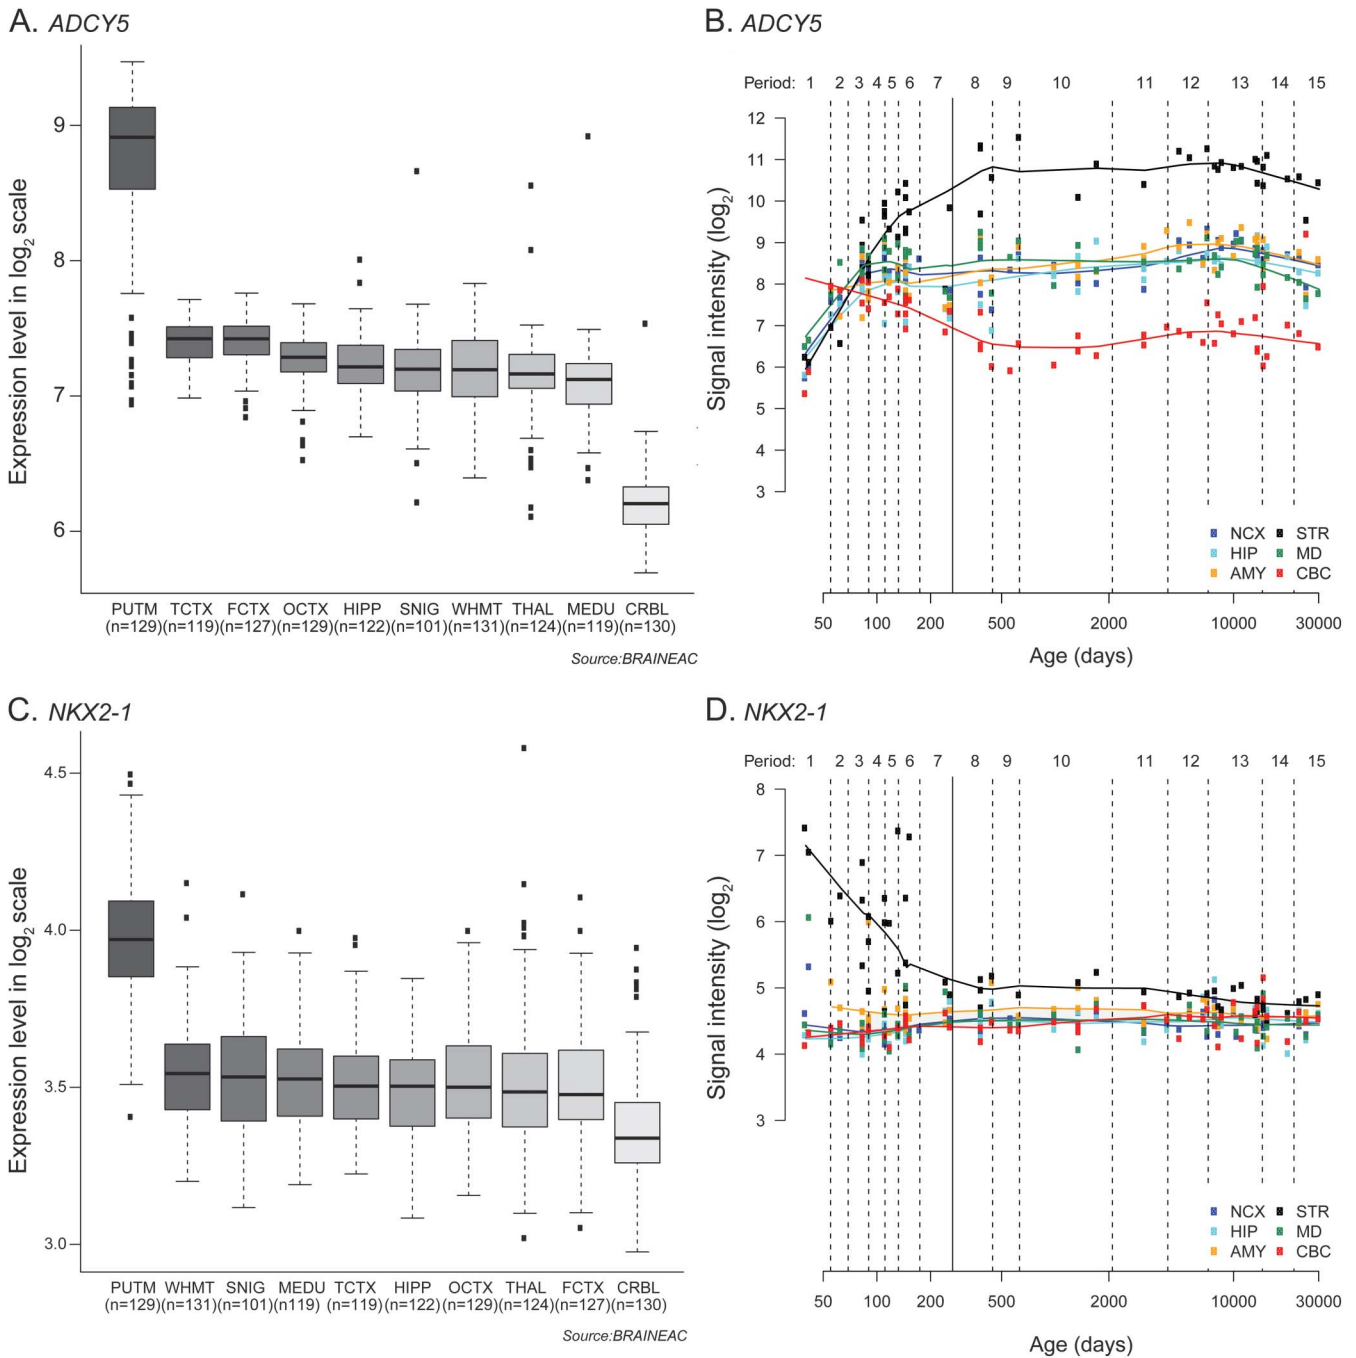 A. ADCY5
Expression level in log2 scale
9
8
7
6
PUTM TCTX FCTX OCTX HIPP SNIG WHMT THAL MEDU CRBL
(n=129) (n=119) (n=127) (n=129) (n=122) (n=101) (n=131) (n=124) (n=119) (n=130)
Source:BRAINEAC
B. ADCY5
Period: 1 2 3 4 5 6 7 8 9 10 11 12 13 14 15
Signal intensity (log2)
12
11
10
9
8
7
6
5
4
3
NCX STR
HIP MD
AMY CBC
50 100 200 500 2000 10000 30000
Age (days)
C. NKX2-1
Expression level in log2 scale
4.5
4.0
3.5
3.0
PUTM WHMT SNIG MEDU TCTX HIPP OCTX THAL FCTX CRBL
(n=129) (n=131) (n=101) (n=119) (n=119) (n=122) (n=129) (n=124) (n=127) (n=130)
Source:BRAINEAC
D. NKX2-1
Period: 1 2 3 4 5 6 7 8 9 10 11 12 13 14 15
Signal intensity (log2)
8
7
6
5
4
3
NCX STR
HIP MD
AMY CBC
50 100 200 500 2000 10000 30000
Age (days)